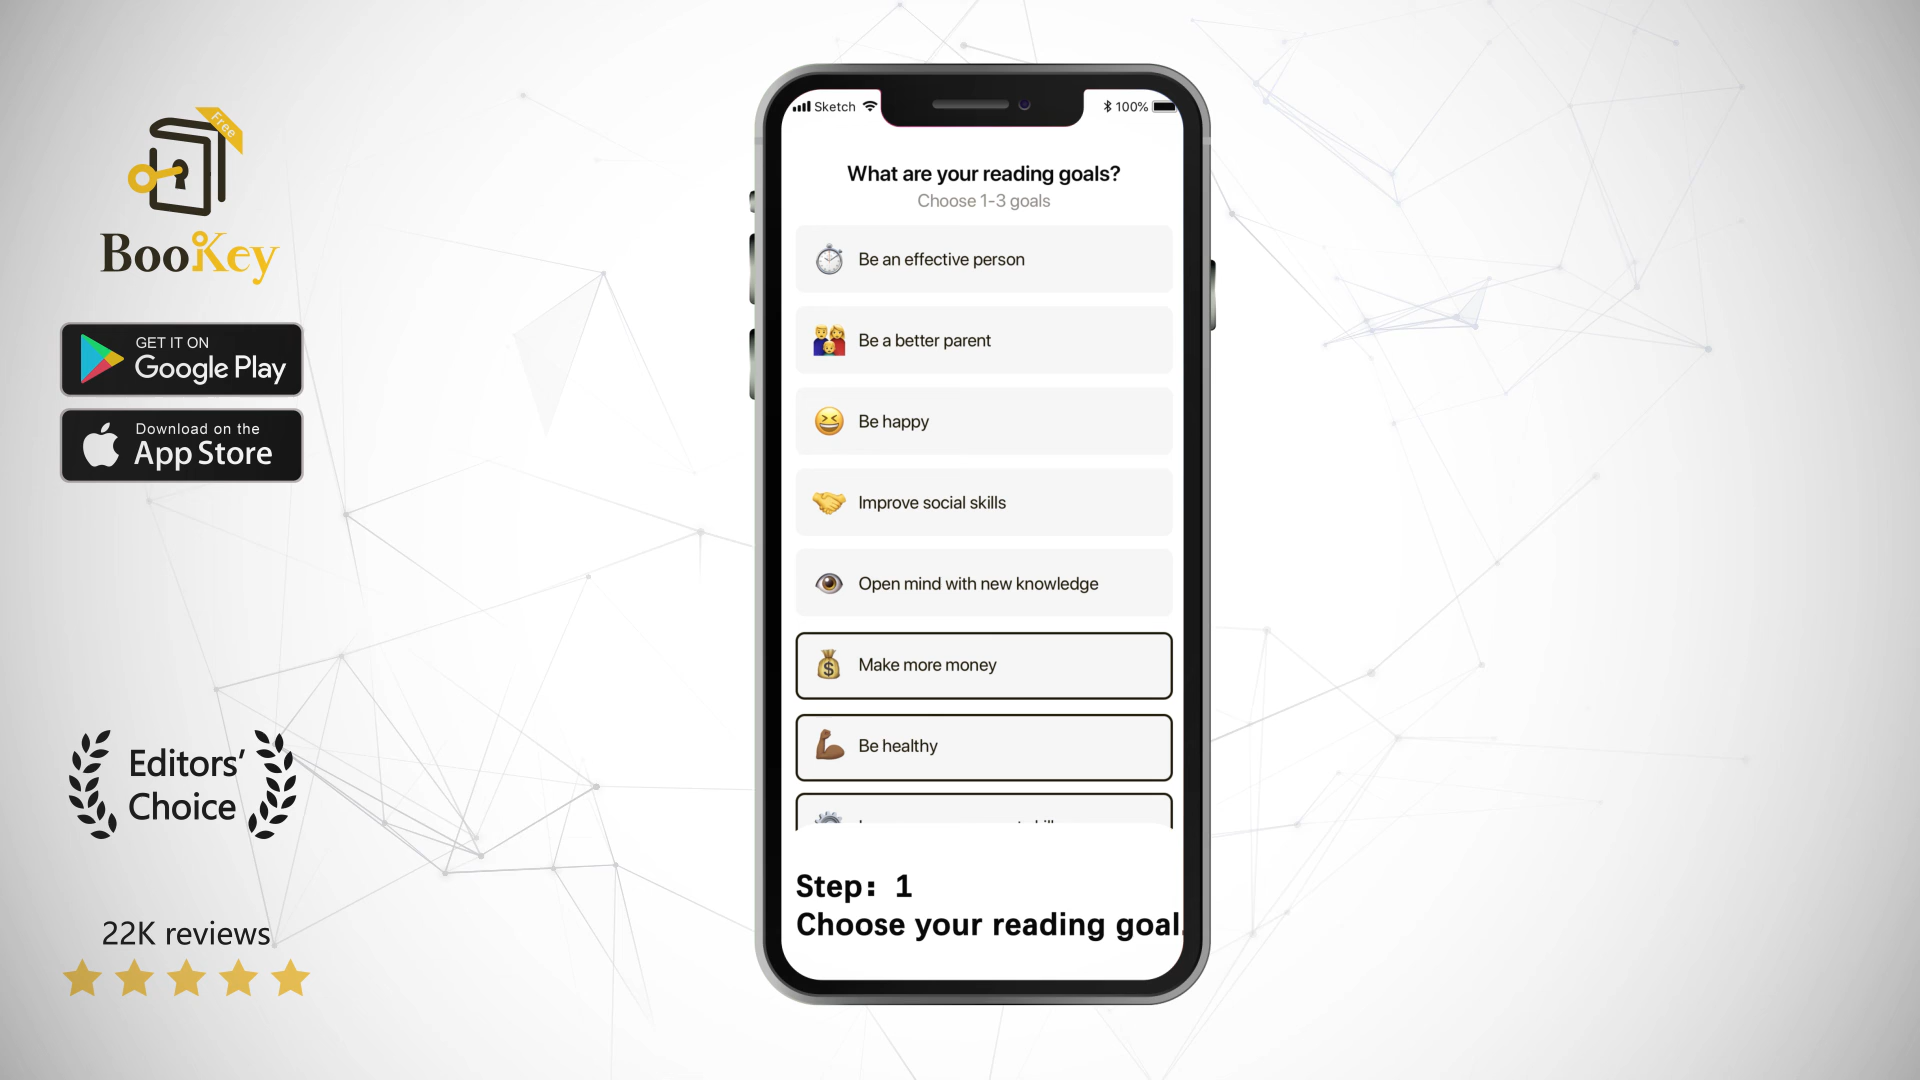 Free
BooKey
GET IT ON
Google Play
Download on the
App Store
Editors’
Choice
22K reviews
Sketch
100%
What are your reading goals?
Choose 1-3 goals
Be an effective person
Be a better parent
Be happy
Improve social skills
Open mind with new knowledge
$
Make more money
Be healthy
Step: 1
Choose your reading goal.